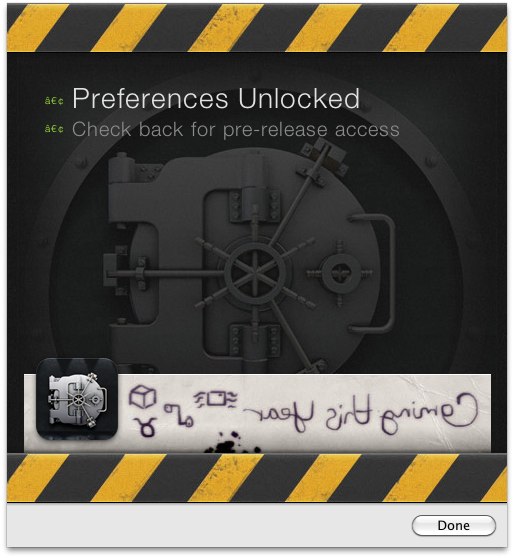 â€¢ Preferences Unlocked
â€¢ Check back for pre-release access
Coming this Year
Done